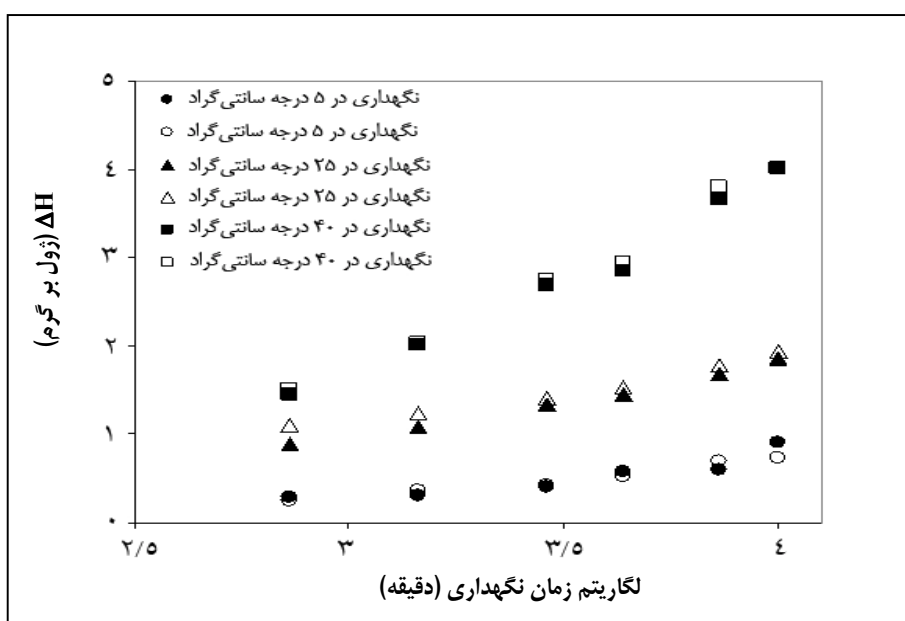 ۵
نگهداری در ۵ درجه سانتی‌گراد
نگهداری در ۵ درجه سانتی‌گراد
نگهداری در ۲۵ درجه سانتی‌گراد
نگهداری در ۲۵ درجه سانتی‌گراد
نگهداری در ۴۰ درجه سانتی‌گراد
نگهداری در ۴۰ درجه سانتی‌گراد
٤
۳
۲
۱
۰
ΔH (ژول بر گرم)
۲/۵
۳
۳/۵
٤
لگاریتم زمان نگهداری (دقیقه)